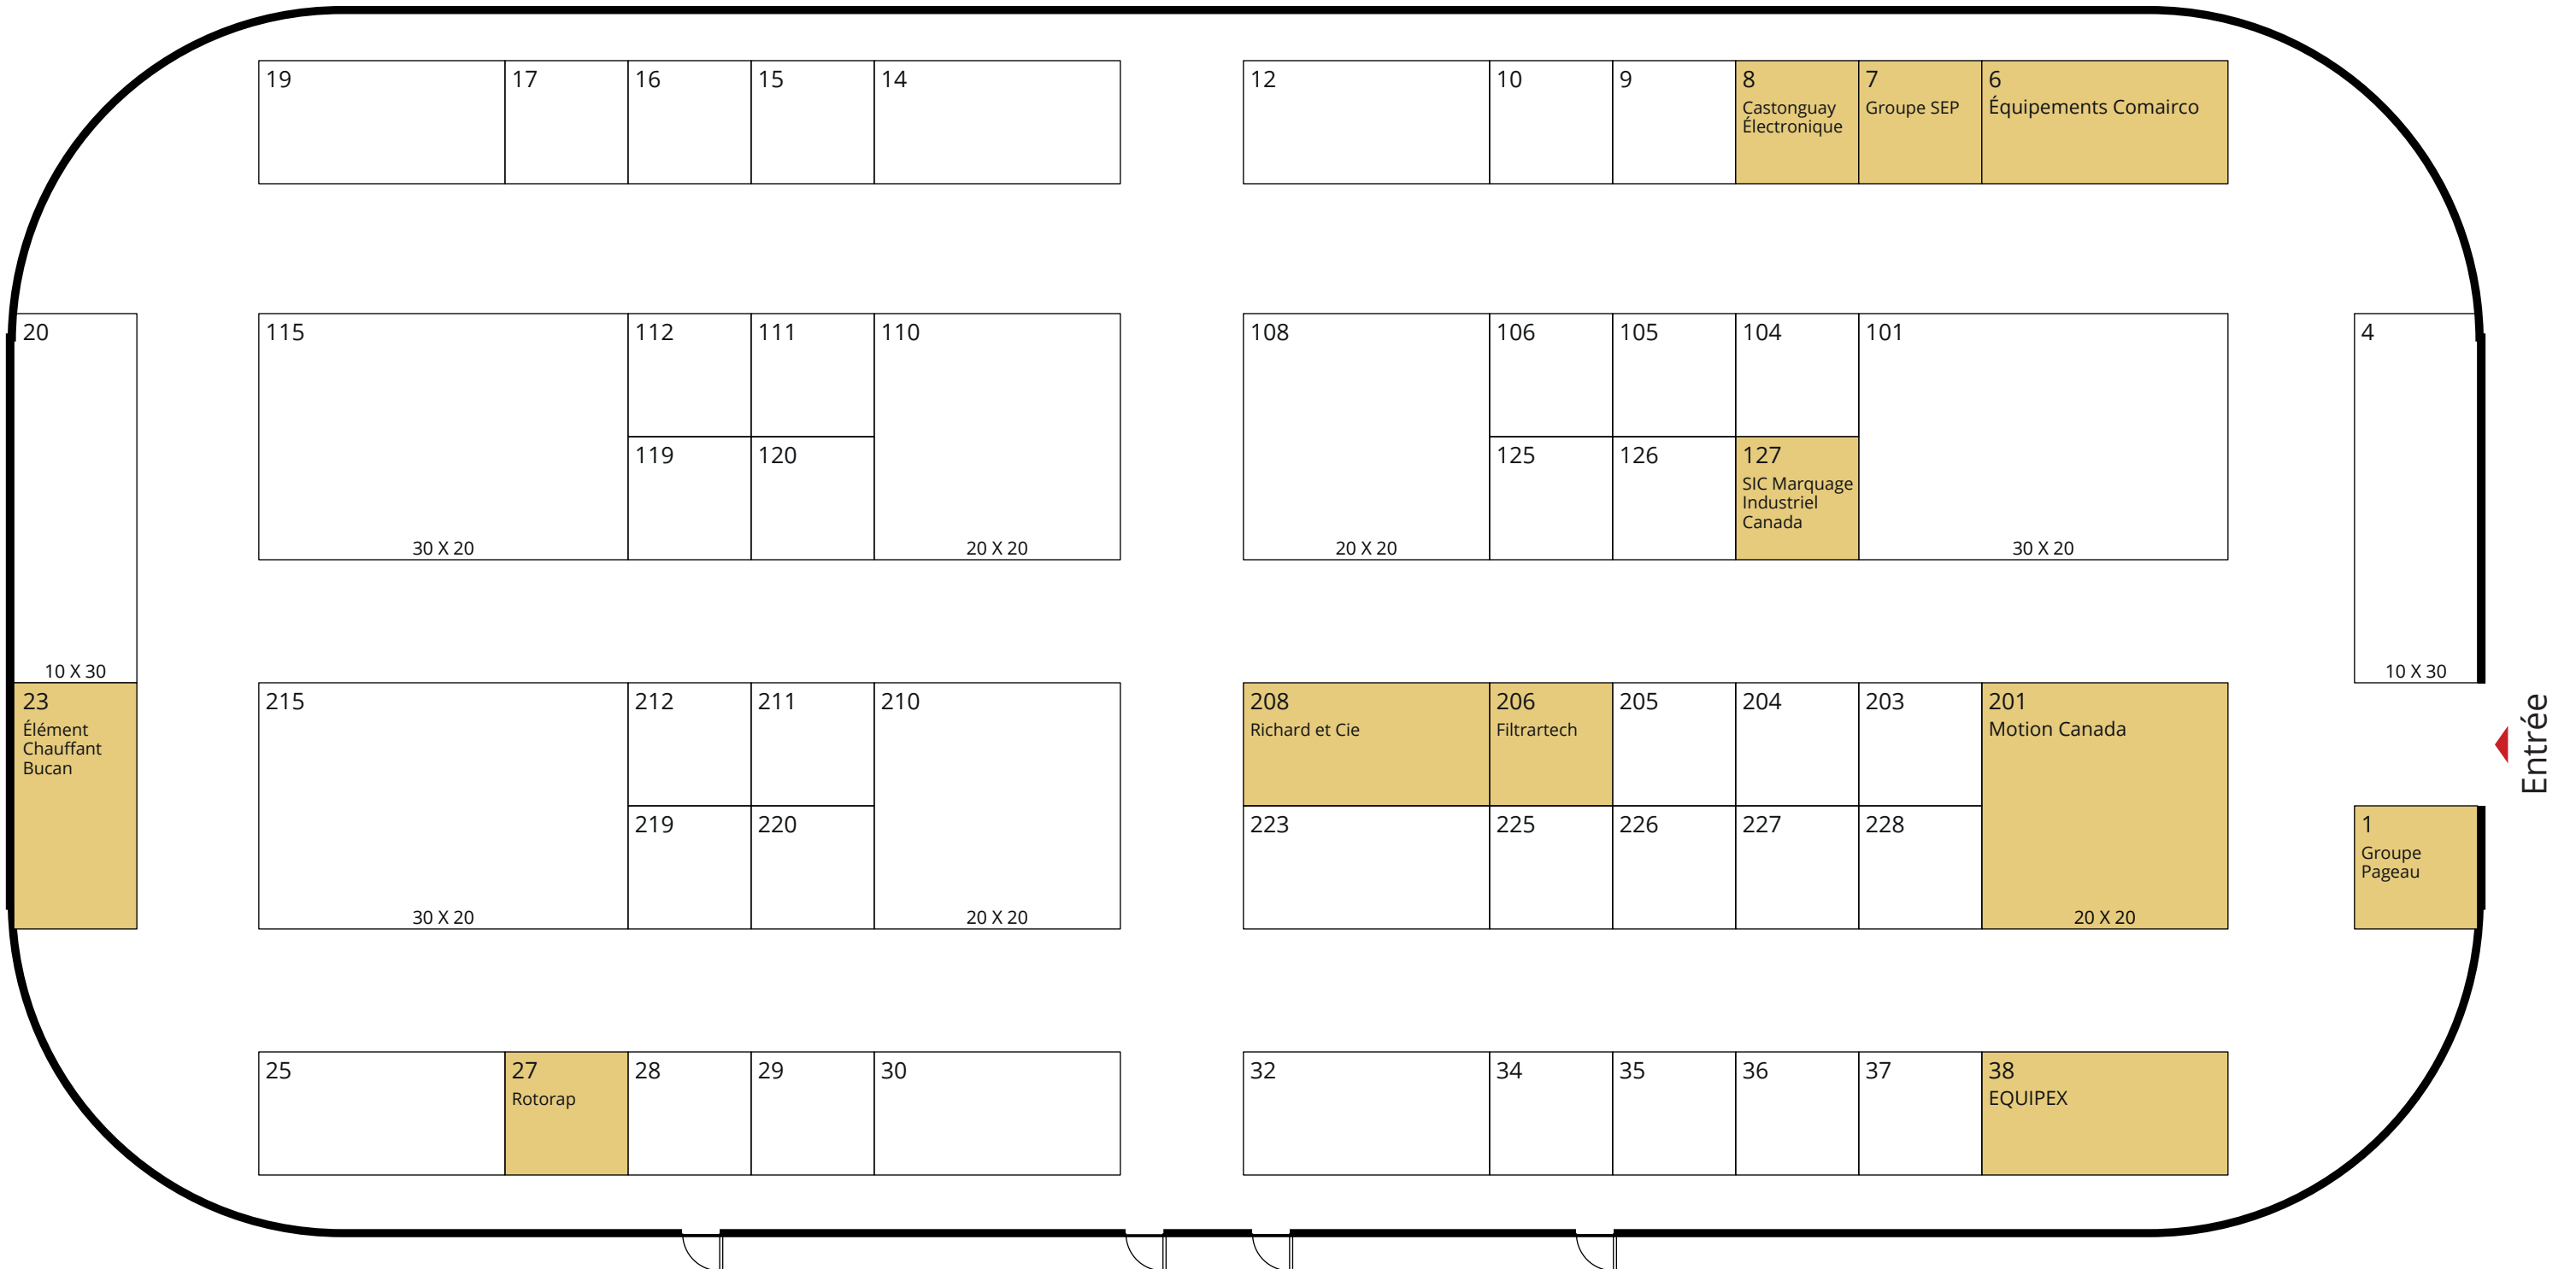 19
17
16
15
14
12
10
9
8
Castonguay
Électronique
7
Groupe SEP
6
Équipements Comairco
20
10 X 30
115
30 X 20
112
111
110
20 X 20
119
120
108
20 X 20
106
105
104
101
30 X 20
125
126
127
SIC Marquage
Industriel
Canada
4
10 X 30
23
Élément
Chauffant
Bucan
215
30 X 20
212
211
210
20 X 20
219
220
208
Richard et Cie
206
Filtrartech
205
204
203
201
Motion Canada
20 X 20
223
225
226
227
228
Entrée
1
Groupe
Pageau
25
27
Rotorap
28
29
30
32
34
35
36
37
38
EQUIPEX